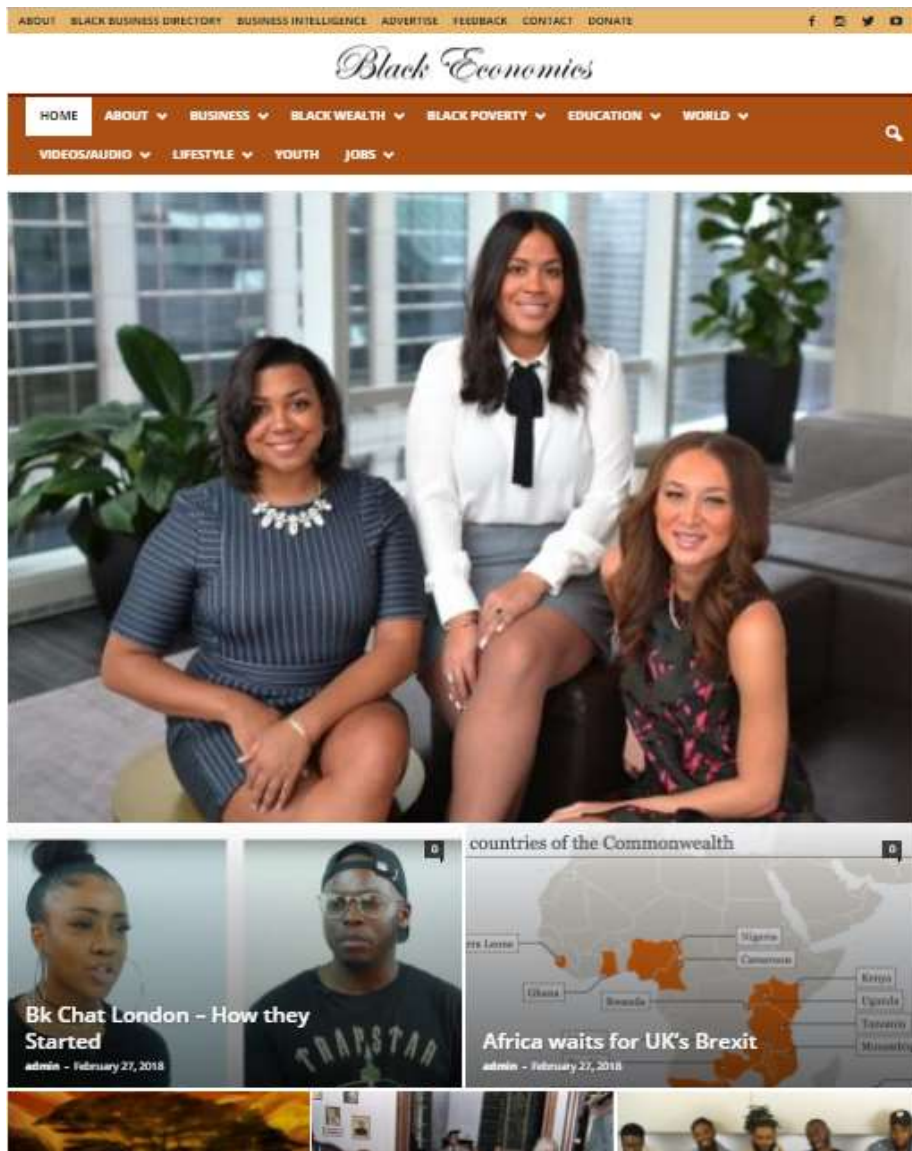 ABOUT BLACK BUSINESS DIRECTORY BUSINESS INTELLIGENCE ADVERTISE FEEDBACK CONTACT DONATE
Black Economics
HOME ABOUT BUSINESS BLACK WEALTH BLACK POVERTY EDUCATION WORLD
VIDEOS/AUDIO LIFESTYLE YOUTH JOBS
0
TRAPSTAR
Bk Chat London – How they
Started
admin - February 27, 2018
countries of the Commonwealth
0
Nigeria
Leone
Cameroon
Ghana
Kenya
Rwanda
Uganda
Tanzania
Africa waits for UK's Brexit
admin - February 27, 2018